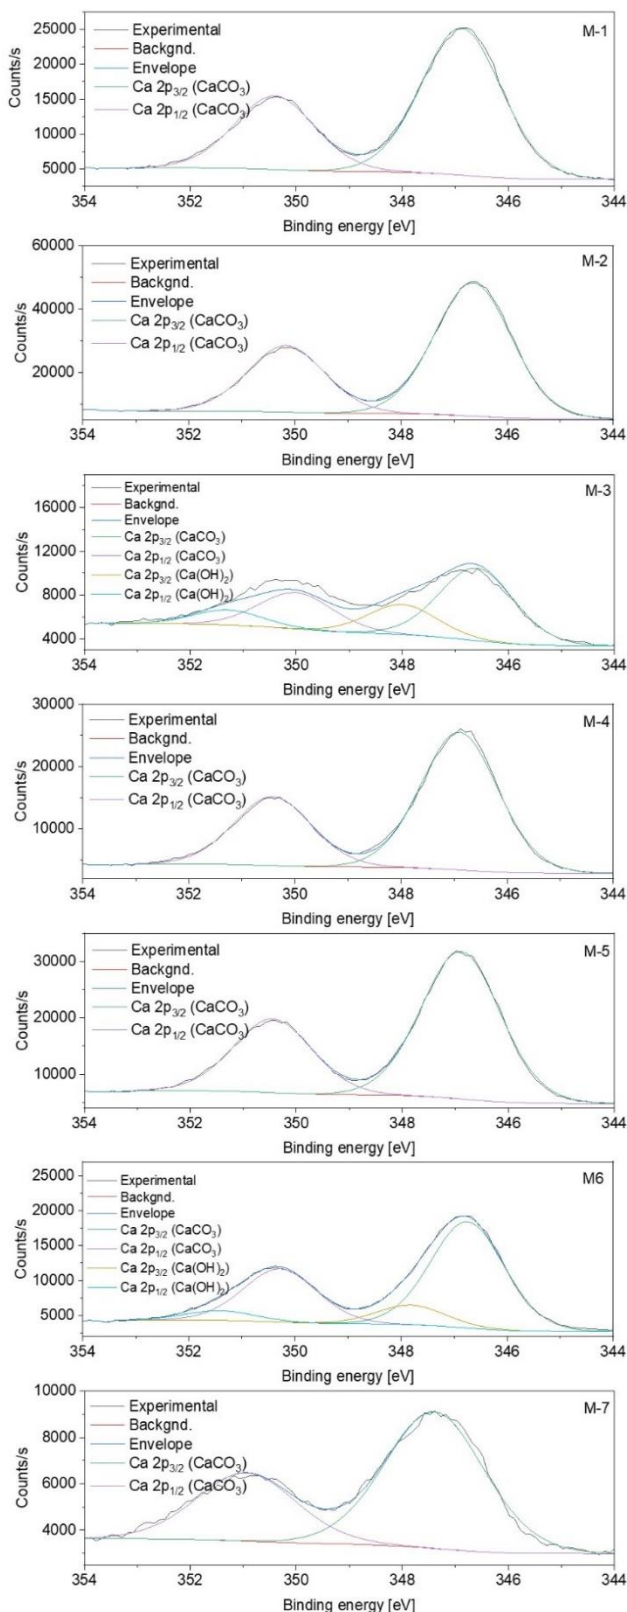 25000
20000
15000
10000
5000
Counts/s
Experimental
Backgnd.
Envelope
Ca 2p3/2 (CaCO3)
Ca 2p1/2 (CaCO3)
M-1
354 352 350 348 346 344
Binding energy [eV]
60000
40000
20000
Counts/s
Experimental
Backgnd.
Envelope
Ca 2p3/2 (CaCO3)
Ca 2p1/2 (CaCO3)
M-2
354 352 350 348 346 344
Binding energy [eV]
16000
12000
8000
4000
Counts/s
Experimental
Backgnd.
Envelope
Ca 2p3/2 (CaCO3)
Ca 2p1/2 (CaCO3)
Ca 2p3/2 (Ca(OH)2)
Ca 2p1/2 (Ca(OH)2)
M-3
354 352 350 348 346 344
Binding energy [eV]
30000
20000
10000
Counts/s
Experimental
Backgnd.
Envelope
Ca 2p3/2 (CaCO3)
Ca 2p1/2 (CaCO3)
M-4
354 352 350 348 346 344
Binding energy [eV]
30000
20000
10000
Counts/s
Experimental
Backgnd.
Envelope
Ca 2p3/2 (CaCO3)
Ca 2p1/2 (CaCO3)
M-5
354 352 350 348 346 344
Binding energy [eV]
25000
20000
15000
10000
5000
Counts/s
Experimental
Backgnd.
Envelope
Ca 2p3/2 (CaCO3)
Ca 2p1/2 (CaCO3)
Ca 2p3/2 (Ca(OH)2)
Ca 2p1/2 (Ca(OH)2)
M6
354 352 350 348 346 344
Binding energy [eV]
10000
8000
6000
4000
Counts/s
Experimental
Backgnd.
Envelope
Ca 2p3/2 (CaCO3)
Ca 2p1/2 (CaCO3)
M-7
354 352 350 348 346 344
Binding energy [eV]